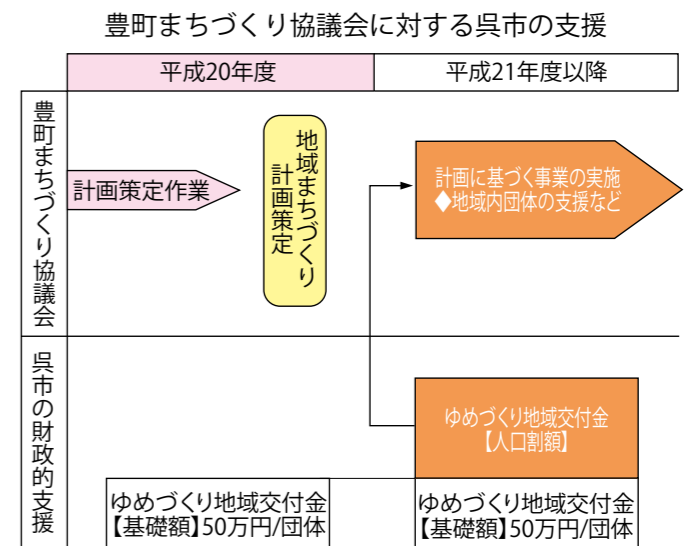 豊町まちづくり協議会に対する呉市の支援
平成20年度
平成21年度以降
豊町まちづくり協議会
計画策定作業
地域まちづくり
計画策定
計画に基づく事業の実施
◆地域内団体の支援など
呉市の財政的支援
ゆめづくり地域交付金
【人口割額】
ゆめづくり地域交付金
【基礎額】50万円/団体
ゆめづくり地域交付金
【基礎額】50万円/団体